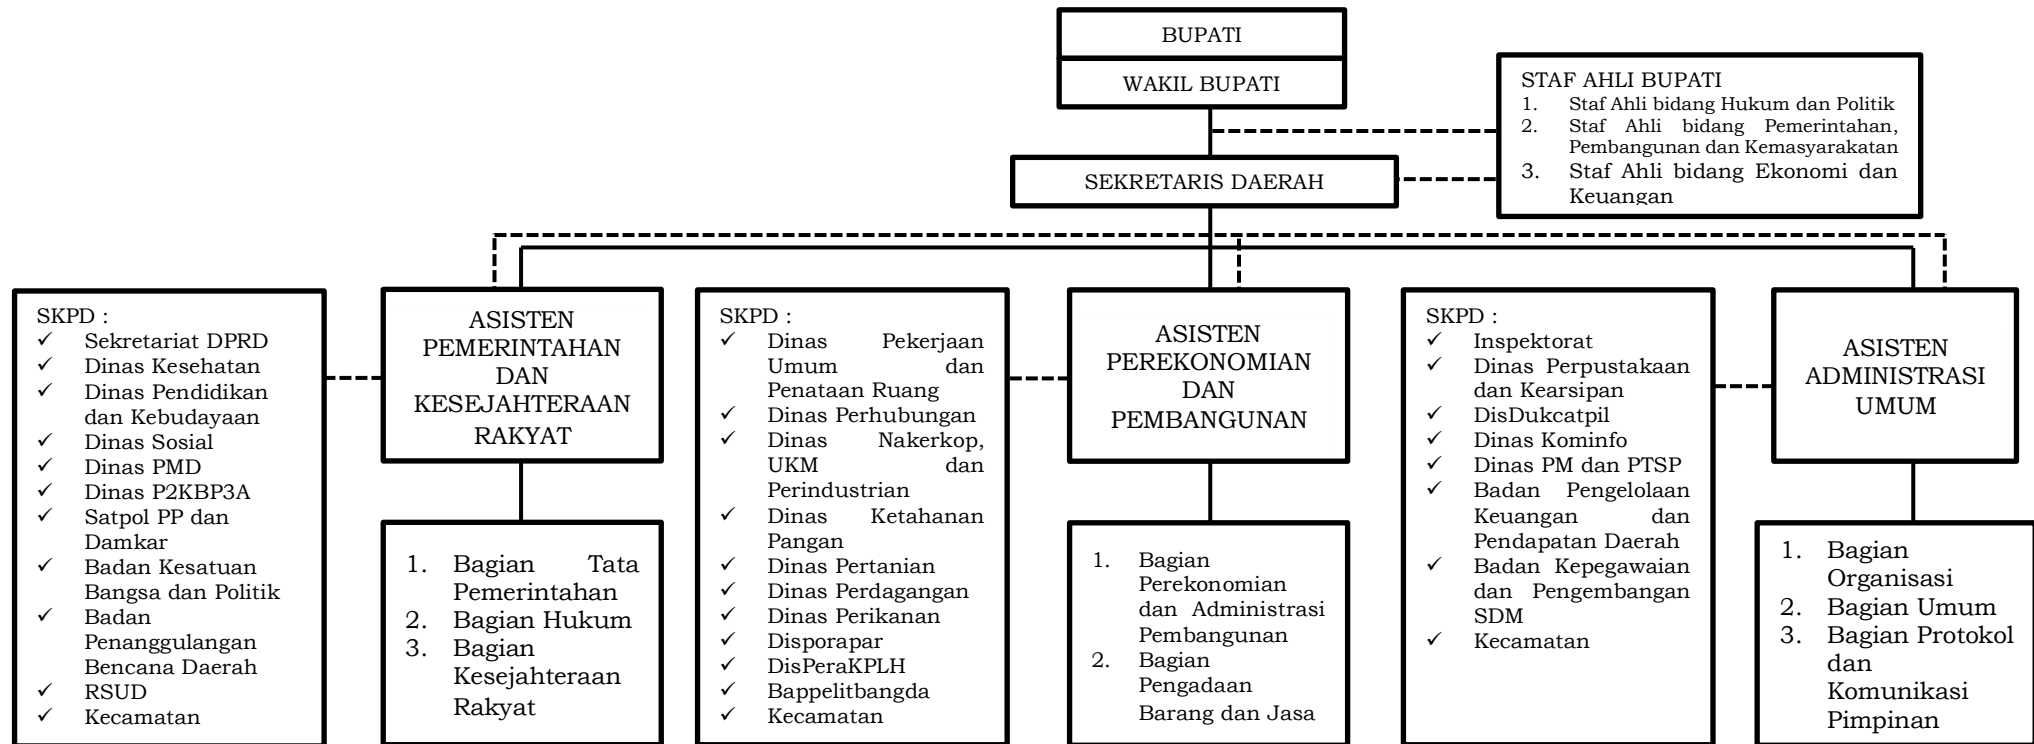 BUPATI
WAKIL BUPATI
STAF AHLI BUPATI
1. Staf Ahli bidang Hukum dan Politik
2. Staf Ahli bidang Pemerintahan,
Pembangunan dan Kemasyarakatan
3. Staf Ahli bidang Ekonomi dan
Keuangan
SEKRETARIS DAERAH
SKPD :
✓ Sekretariat DPRD
✓ Dinas Kesehatan
✓ Dinas Pendidikan
dan Kebudayaan
✓ Dinas Sosial
✓ Dinas PMD
✓ Dinas P2KBP3A
✓ Satpol PP dan
Damkar
✓ Badan Kesatuan
Bangsa dan Politik
✓ Badan
Penanggulangan
Bencana Daerah
✓ RSUD
✓ Kecamatan
ASISTEN
PEMERINTAHAN
DAN
KESEJAHTERAAN
RAKYAT
1. Bagian Tata
Pemerintahan
2. Bagian Hukum
3. Bagian
Kesejahteraan
Rakyat
SKPD :
✓ Dinas Pekerjaan
Umum dan
Penataan Ruang
✓ Dinas Perhubungan
✓ Dinas Nakerkop,
UKM dan
Perindustrian
✓ Dinas Ketahanan
Pangan
✓ Dinas Pertanian
✓ Dinas Perdagangan
✓ Dinas Perikanan
✓ Disporapar
✓ DisPeraKPLH
✓ Bappelitbangda
✓ Kecamatan
ASISTEN
PEREKONOMIAN
DAN
PEMBANGUNAN
1. Bagian
Perekonomian
dan Administrasi
Pembangunan
2. Bagian
Pengadaan
Barang dan Jasa
SKPD :
✓ Inspektorat
✓ Dinas Perpustakaan
dan Kearsipan
✓ DisDukcatpil
✓ Dinas Kominfo
✓ Dinas PM dan PTSP
✓ Badan Pengelolaan
Keuangan dan
Pendapatan Daerah
✓ Badan Kepegawaian
dan Pengembangan
SDM
✓ Kecamatan
ASISTEN
ADMINISTRASI
UMUM
1. Bagian
Organisasi
2. Bagian Umum
3. Bagian Protokol
dan
Komunikasi
Pimpinan